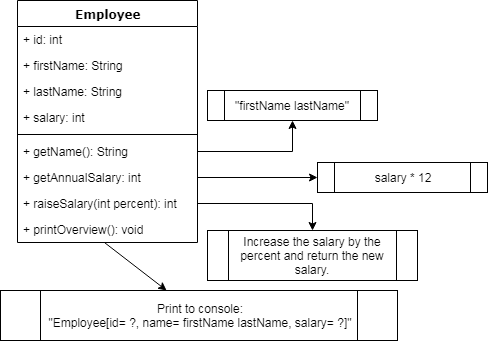 Employee
+ id: int
+ firstName: String
+ lastName: String
+ salary: int
+ getName(): String
+ getAnnualSalary: int
+ raiseSalary(int percent): int
+ printOverview(): void
"firstName lastName"
salary * 12
Increase the salary by the
percent and return the new
salary.
Print to console:
"Employee[id= ?, name= firstName lastName, salary= ?]"